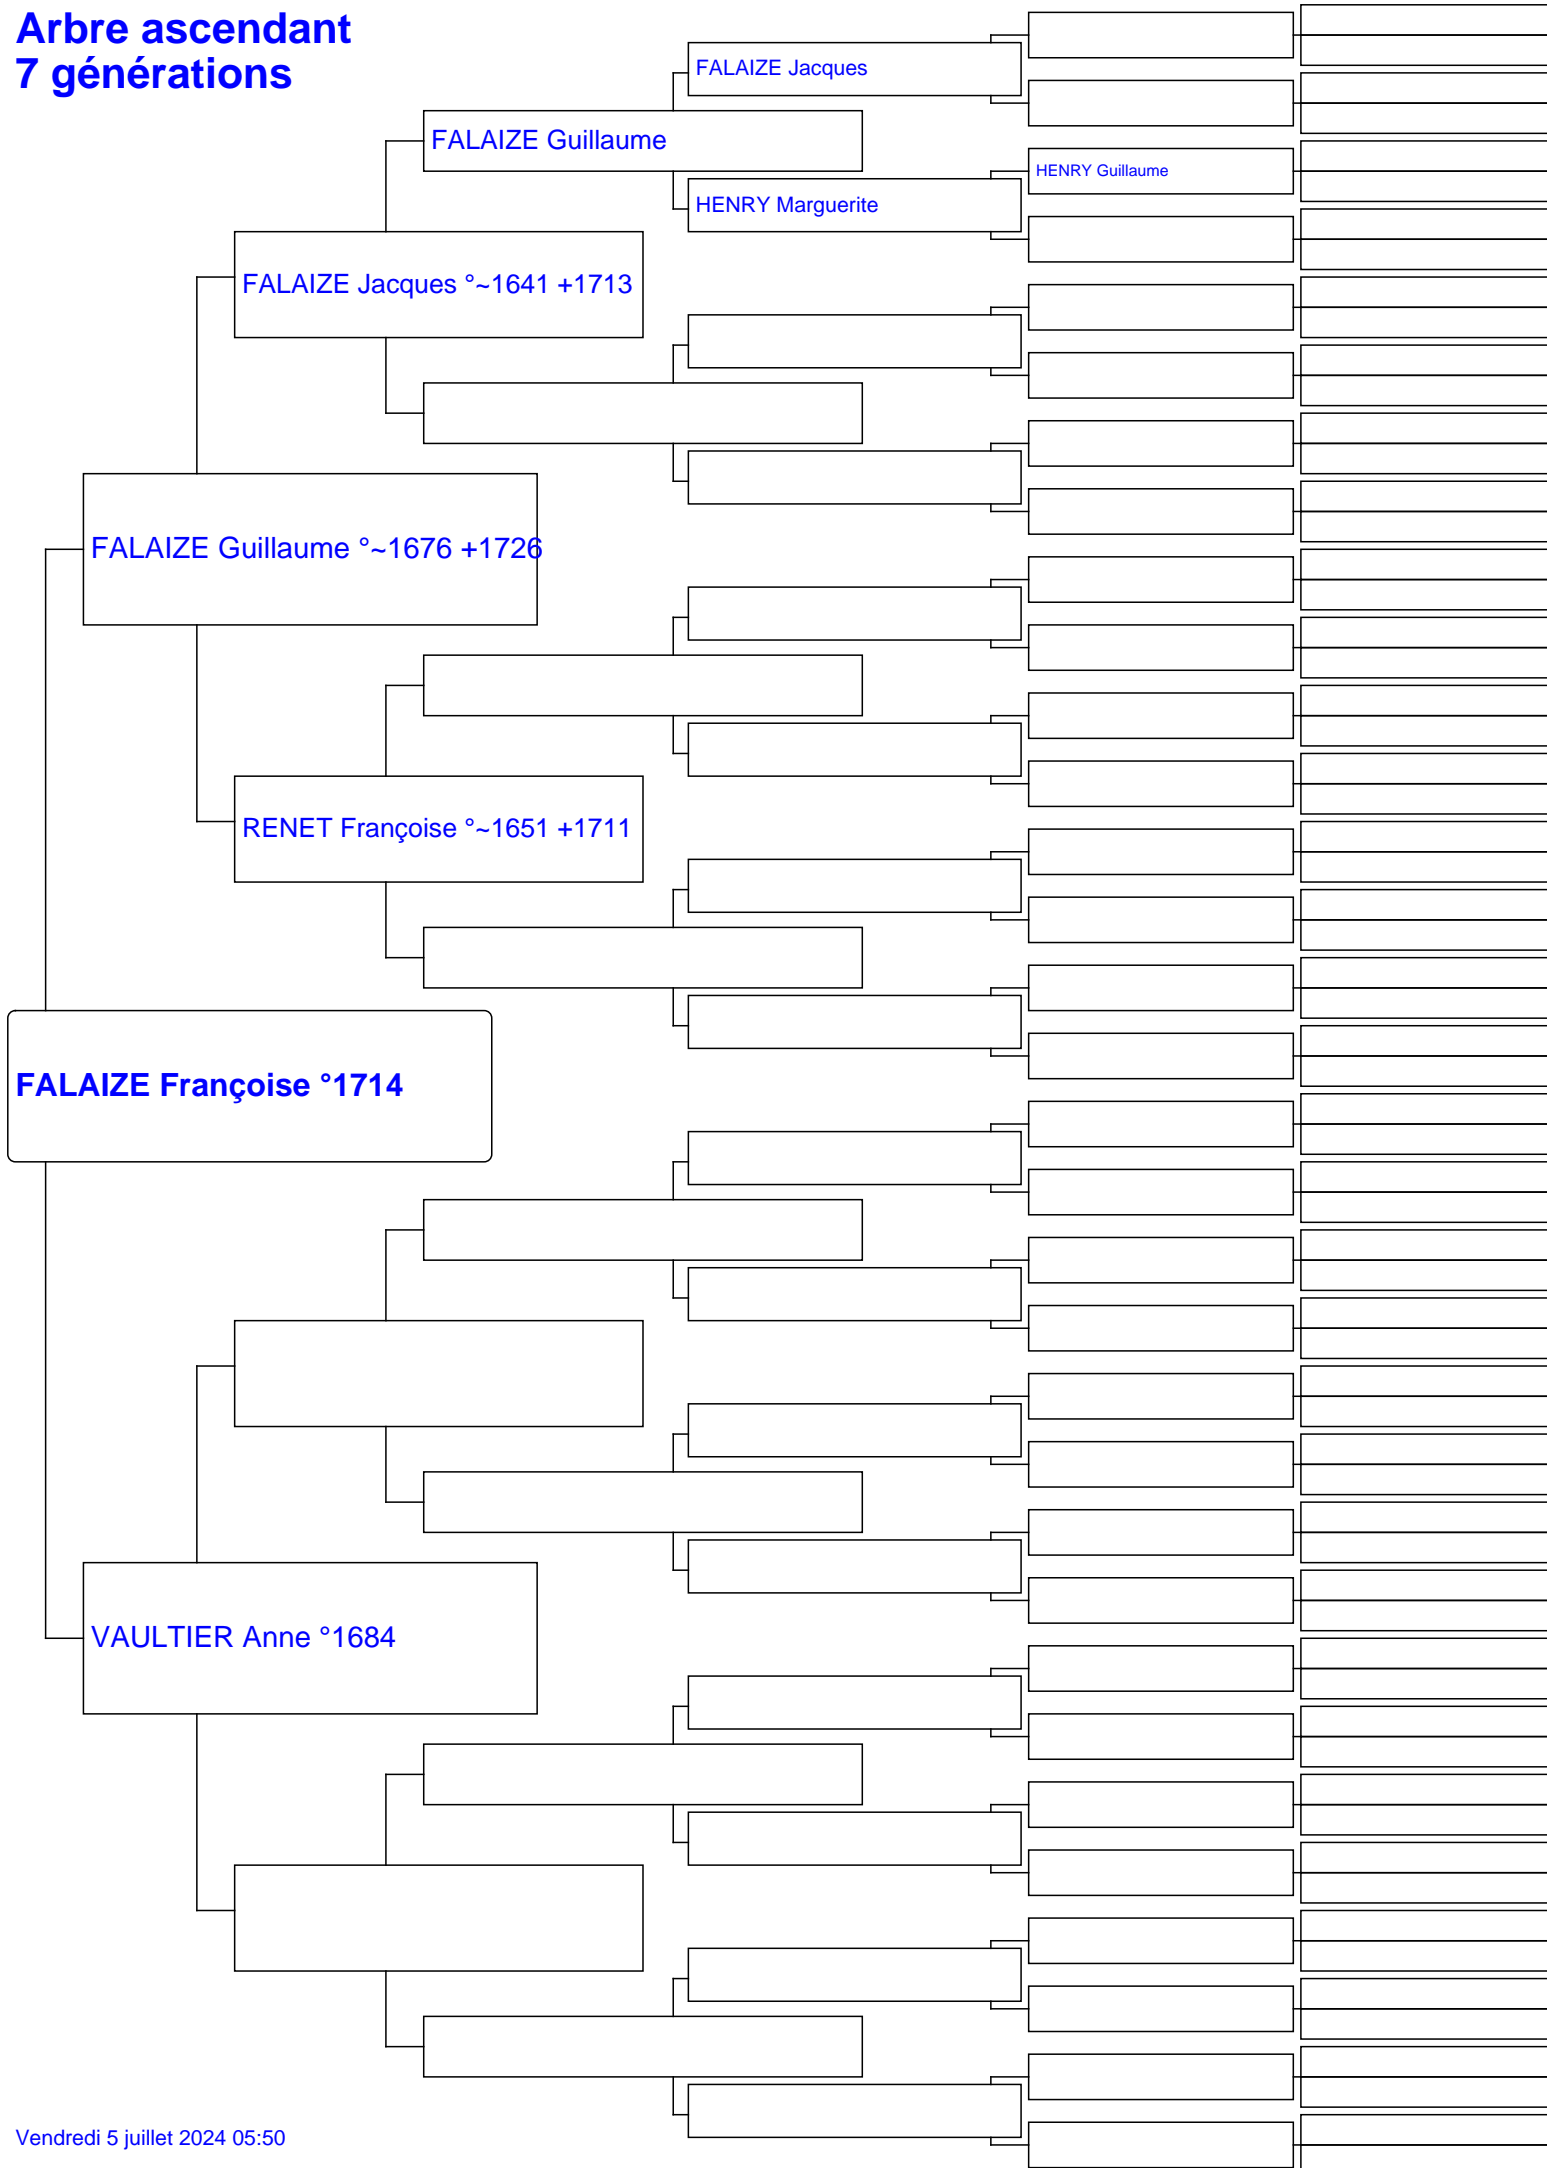 Arbre ascendant
7 générations
FALAIZE Jacques
FALAIZE Guillaume
HENRY Guillaume
HENRY Marguerite
FALAIZE Jacques °~1641 +1713
FALAIZE Guillaume °~1676 +1726
RENET Françoise °~1651 +1711
FALAIZE Françoise °1714
VAULTIER Anne °1684
Vendredi 5 juillet 2024 05:50